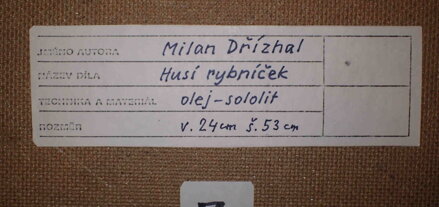 JMÉNO AUTORA Milan Dřízhal
NÁZEV DÍLA Husí rybníček
TECHNIKA A MATERIÁL olej-sololit
ROZMĚR v. 24cm š. 53cm